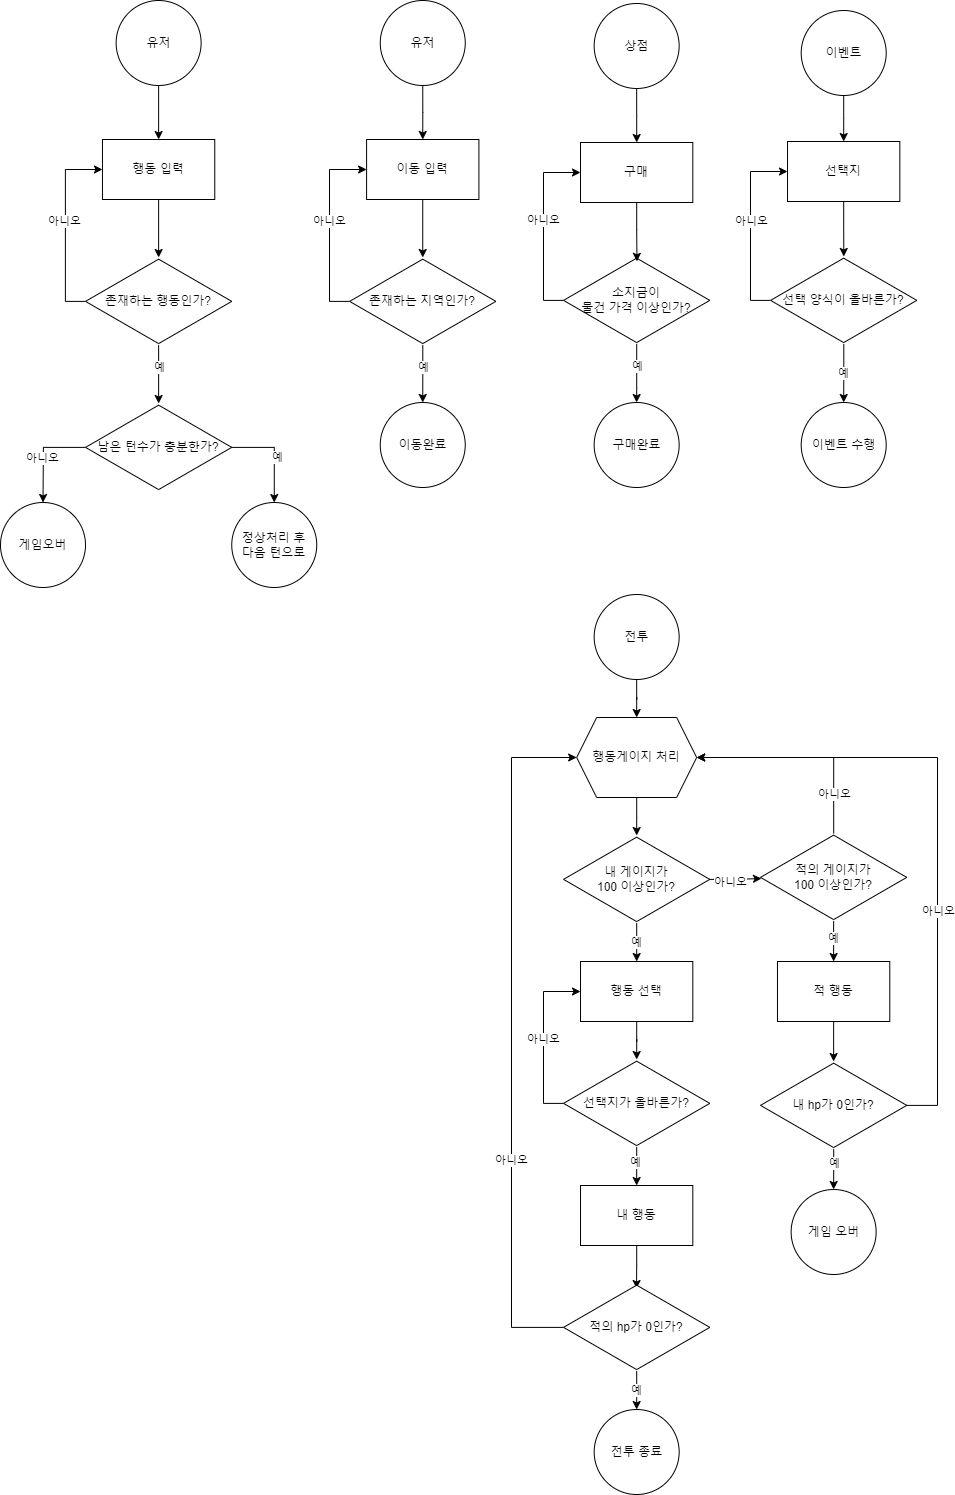 유저
행동 입력
아니오
존재하는 행동인가?
예
남은 턴수가 충분한가?
아니오
예
게임오버
정상처리 후
다음 턴으로
유저
이동 입력
아니오
존재하는 지역인가?
예
이동완료
상점
구매
아니오
소지금이
물건 가격 이상인가?
예
구매완료
이벤트
선택지
아니오
선택 양식이 올바른가?
예
이벤트 수행
전투
행동게이지 처리
아니오
내 게이지가
100 이상인가?
아니오
적의 게이지가
100 이상인가?
아니오
예
예
행동 선택
적 행동
아니오
선택지가 올바른가?
내 hp가 0인가?
아니오
예
예
내 행동
게임 오버
적의 hp가 0인가?
예
전투 종료